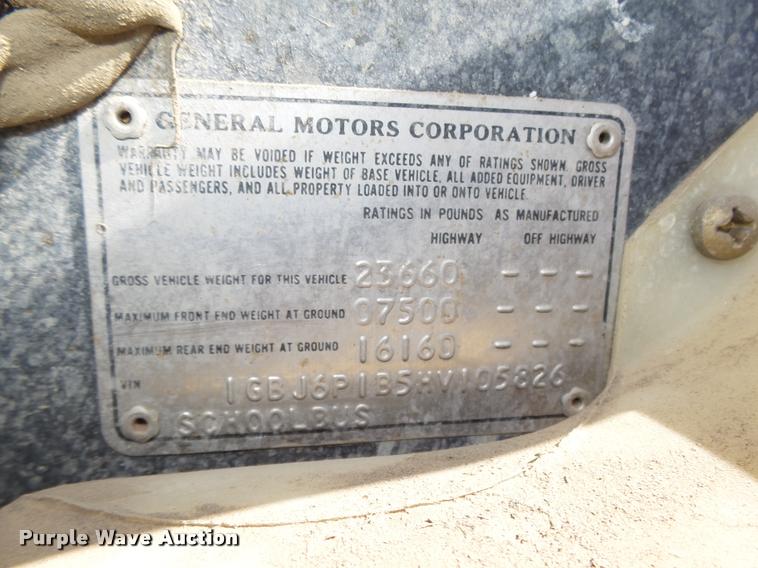 GENERAL MOTORS CORPORATION
WARRANTY MAY BE VOIDED IF WEIGHT EXCEEDS ANY OF RATINGS SHOWN. GROSS
VEHICLE WEIGHT INCLUDES WEIGHT OF BASE VEHICLE, ALL ADDED EQUIPMENT, DRIVER
AND PASSENGERS, AND ALL PROPERTY LOADED INTO OR ONTO VEHICLE.
RATINGS IN POUNDS AS MANUFACTURED
HIGHWAY OFF HIGHWAY
GROSS VEHICLE WEIGHT FOR THIS VEHICLE 23660 - - -
MAXIMUM FRONT END WEIGHT AT GROUND 07500 - - -
MAXIMUM REAR END WEIGHT AT GROUND 16160 - - -
VIN 1GBJ6P1B5HV105826
SCHOOLBUS
Purple Wave Auction